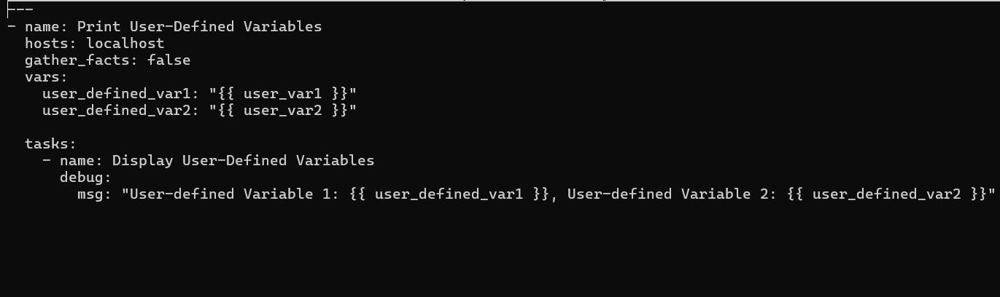 ---
- name: Print User-Defined Variables
  hosts: localhost
  gather_facts: false
  vars:
    user_defined_var1: "{{ user_var1 }}"
    user_defined_var2: "{{ user_var2 }}"

  tasks:
    - name: Display User-Defined Variables
      debug:
        msg: "User-defined Variable 1: {{ user_defined_var1 }}, User-defined Variable 2: {{ user_defined_var2 }}"